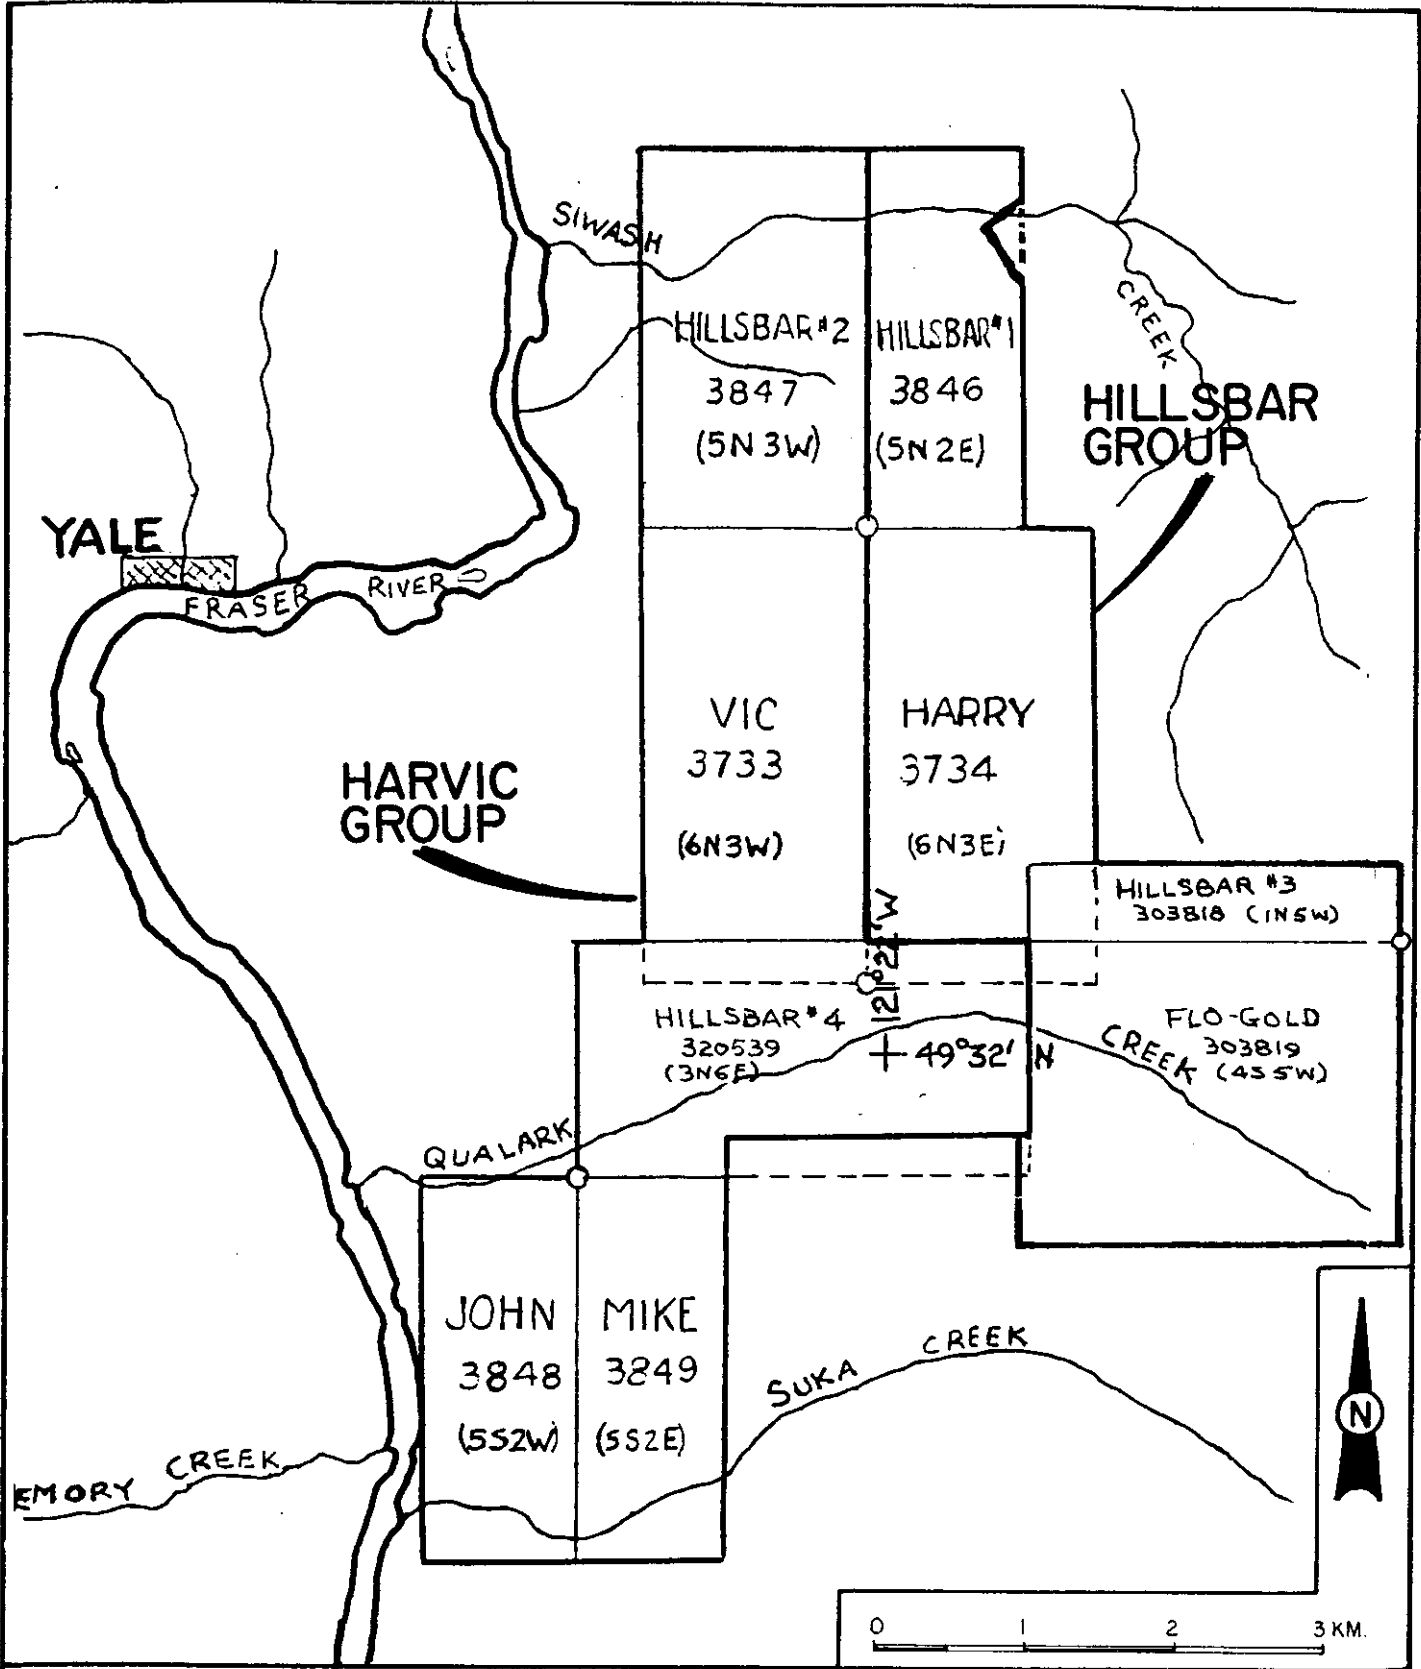 SIWASH
CREEK
HILLSBAR #2
3847
(5N 3W)
HILLSBAR #1
3846
(5N 2E)
HILLSBAR
GROUP
YALE
FRASER RIVER
VIC
3733
(6N3W)
HARRY
3734
(6N3E)
HARVIC
GROUP
HILLSBAR #3
303818 (1N5W)
121°22'W
HILLSBAR #4
320539
(3N6E)
49°32' N
FLO-GOLD
303819
(4S5W)
QUALARK
CREEK
JOHN
3848
(5S2W)
MIKE
3849
(5S2E)
SUKA CREEK
EMORY CREEK
N
0 1 2 3 KM.